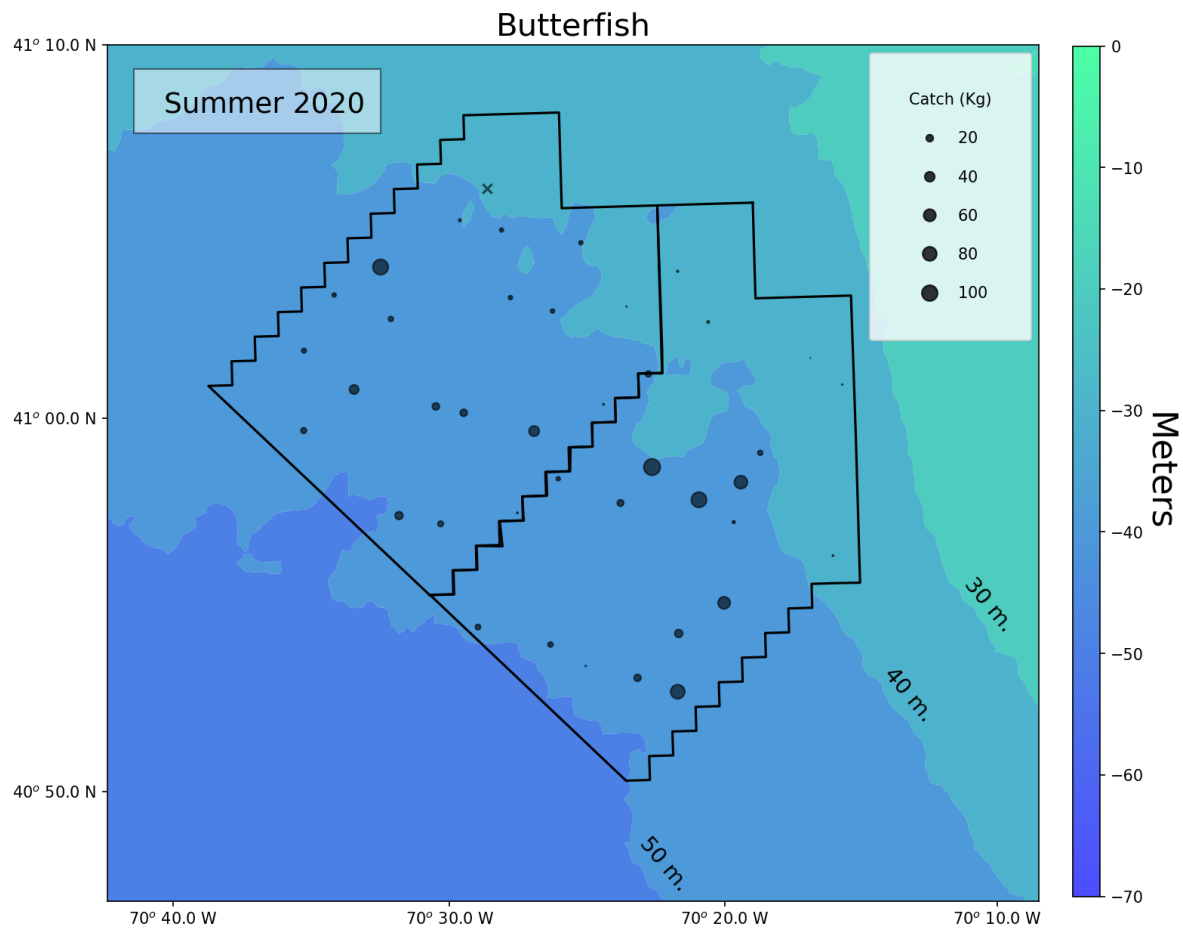 Butterfish
41° 10.0 N
41° 00.0 N
40° 50.0 N
70° 40.0 W
70° 30.0 W
70° 20.0 W
70° 10.0 W
Summer 2020
Catch (Kg)
20
40
60
80
100
30 m.
40 m.
50 m.
0
−10
−20
−30
−40
−50
−60
−70
Meters